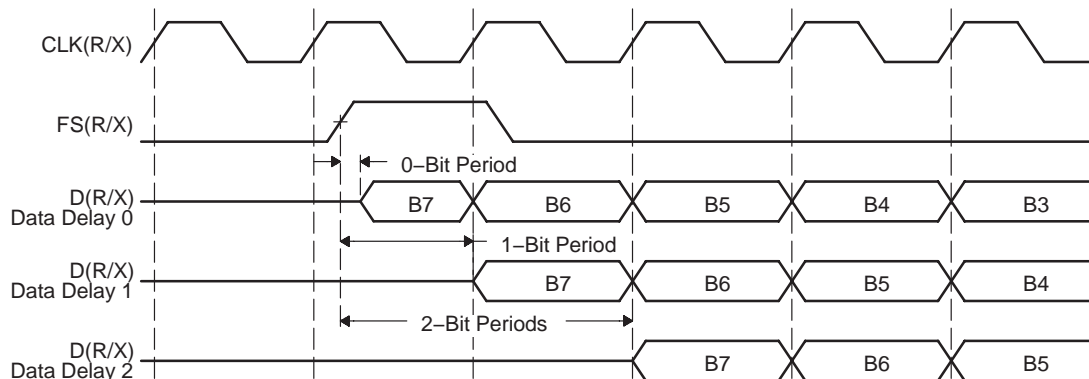 CLK(R/X)
FS(R/X)
0−Bit Period
D(R/X)
Data Delay 0
B7 B6 B5 B4 B3
1−Bit Period
D(R/X)
Data Delay 1
B7 B6 B5 B4
2−Bit Periods
D(R/X)
Data Delay 2
B7 B6 B5